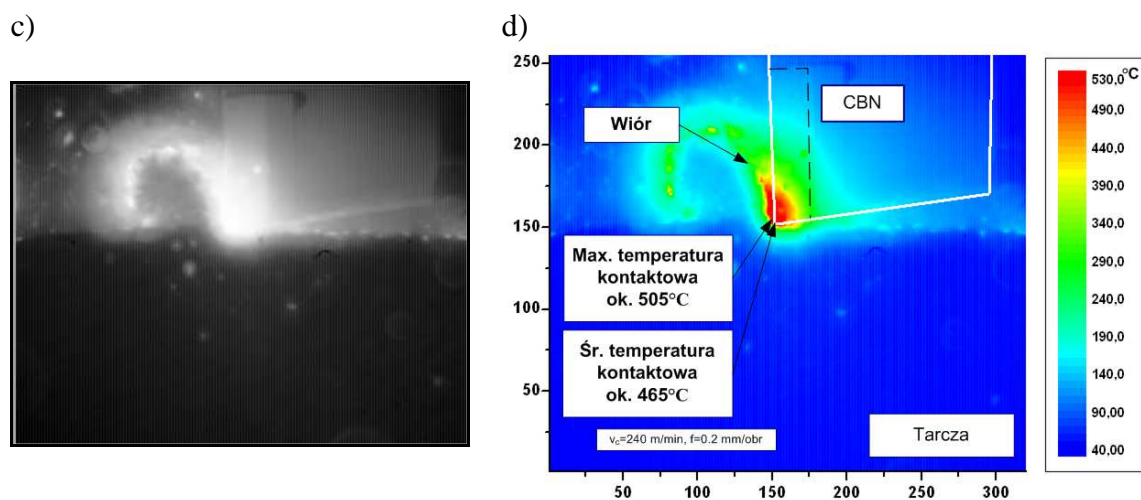 c)
d)
250
200
150
100
50
50
100
150
200
250
300
CBN
Wiór
Max. temperatura
kontaktowa
ok. 505°C
Śr. temperatura
kontaktowa
ok. 465°C
v_c=240 m/min, f=0.2 mm/obr
Tarcza
°C
530,0
490,0
440,0
390,0
340,0
290,0
240,0
190,0
140,0
90,00
40,00